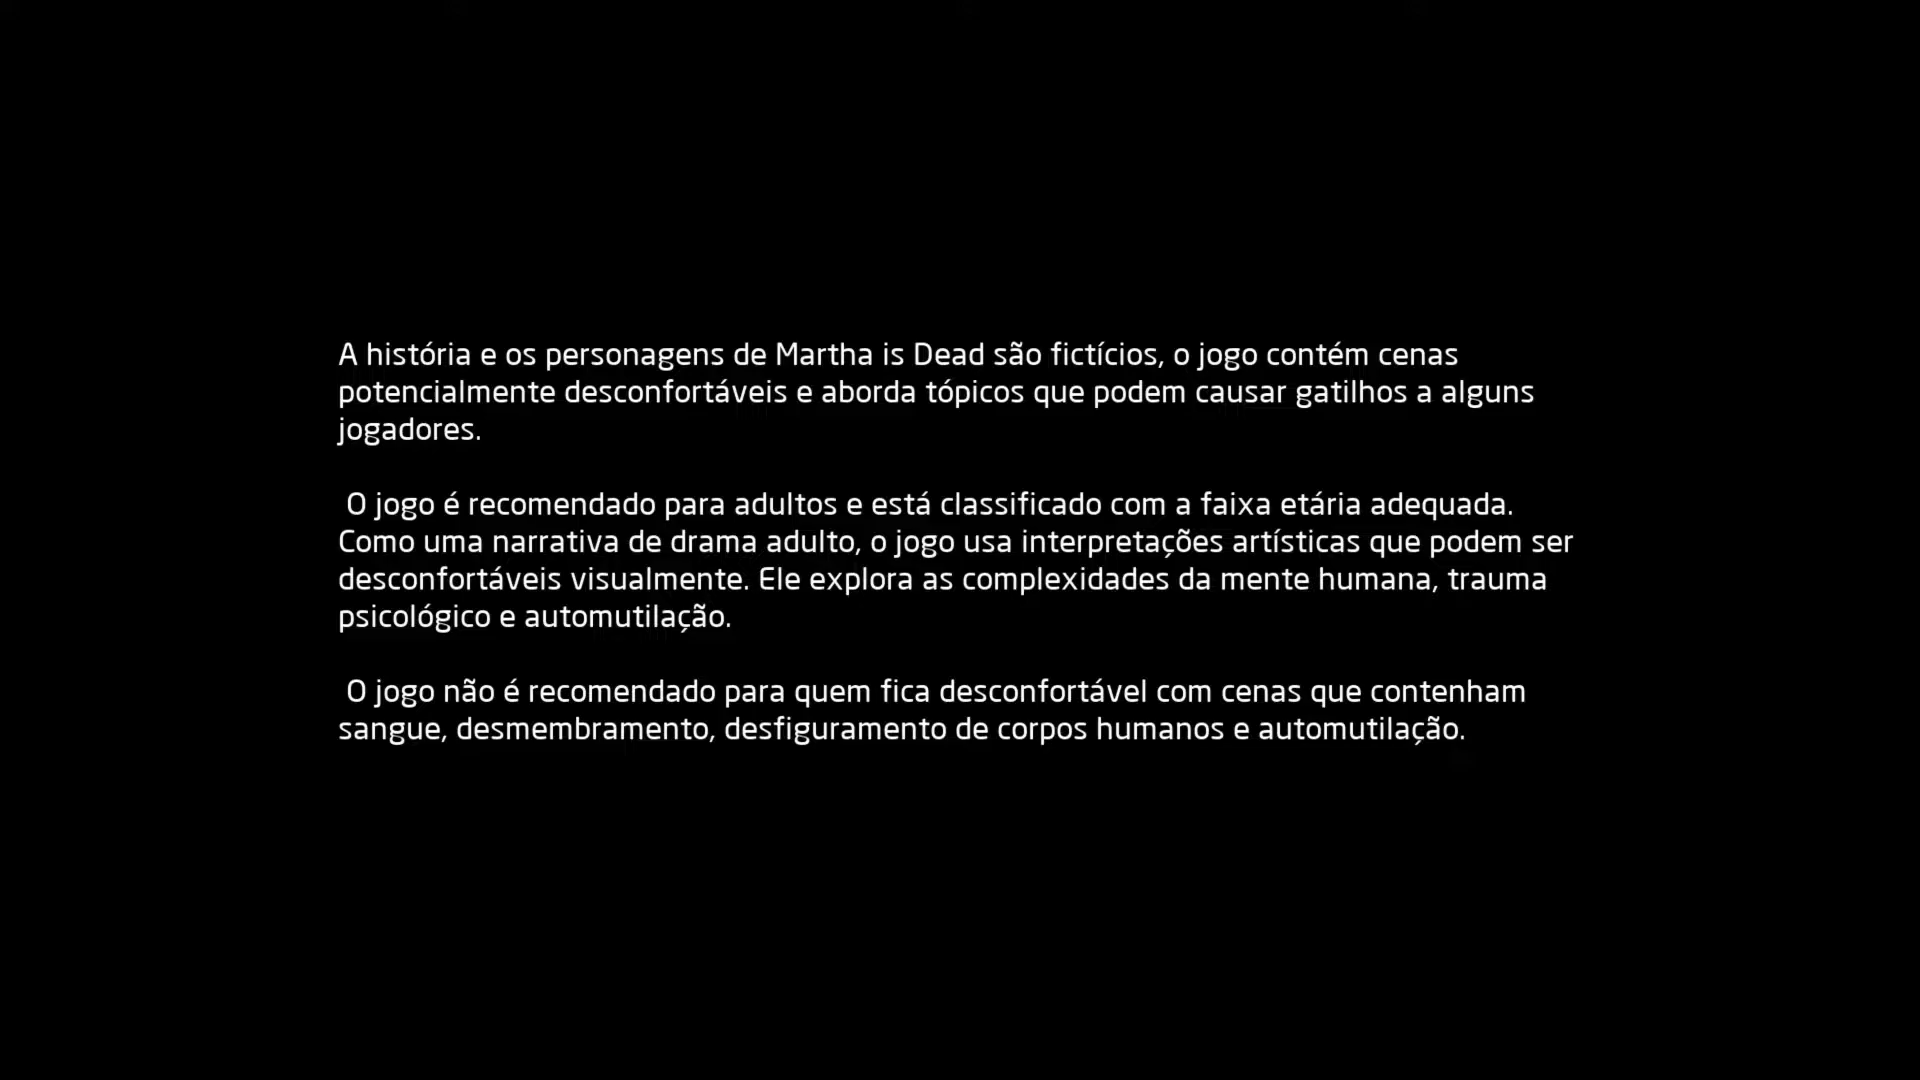 A história e os personagens de Martha is Dead são fictícios, o jogo contém cenas
potencialmente desconfortáveis e aborda tópicos que podem causar gatilhos a alguns
jogadores.
O jogo é recomendado para adultos e está classificado com a faixa etária adequada.
Como uma narrativa de drama adulto, o jogo usa interpretações artísticas que podem ser
desconfortáveis visualmente. Ele explora as complexidades da mente humana, trauma
psicológico e automutilação.
O jogo não é recomendado para quem fica desconfortável com cenas que contenham
sangue, desmembramento, desfiguramento de corpos humanos e automutilação.